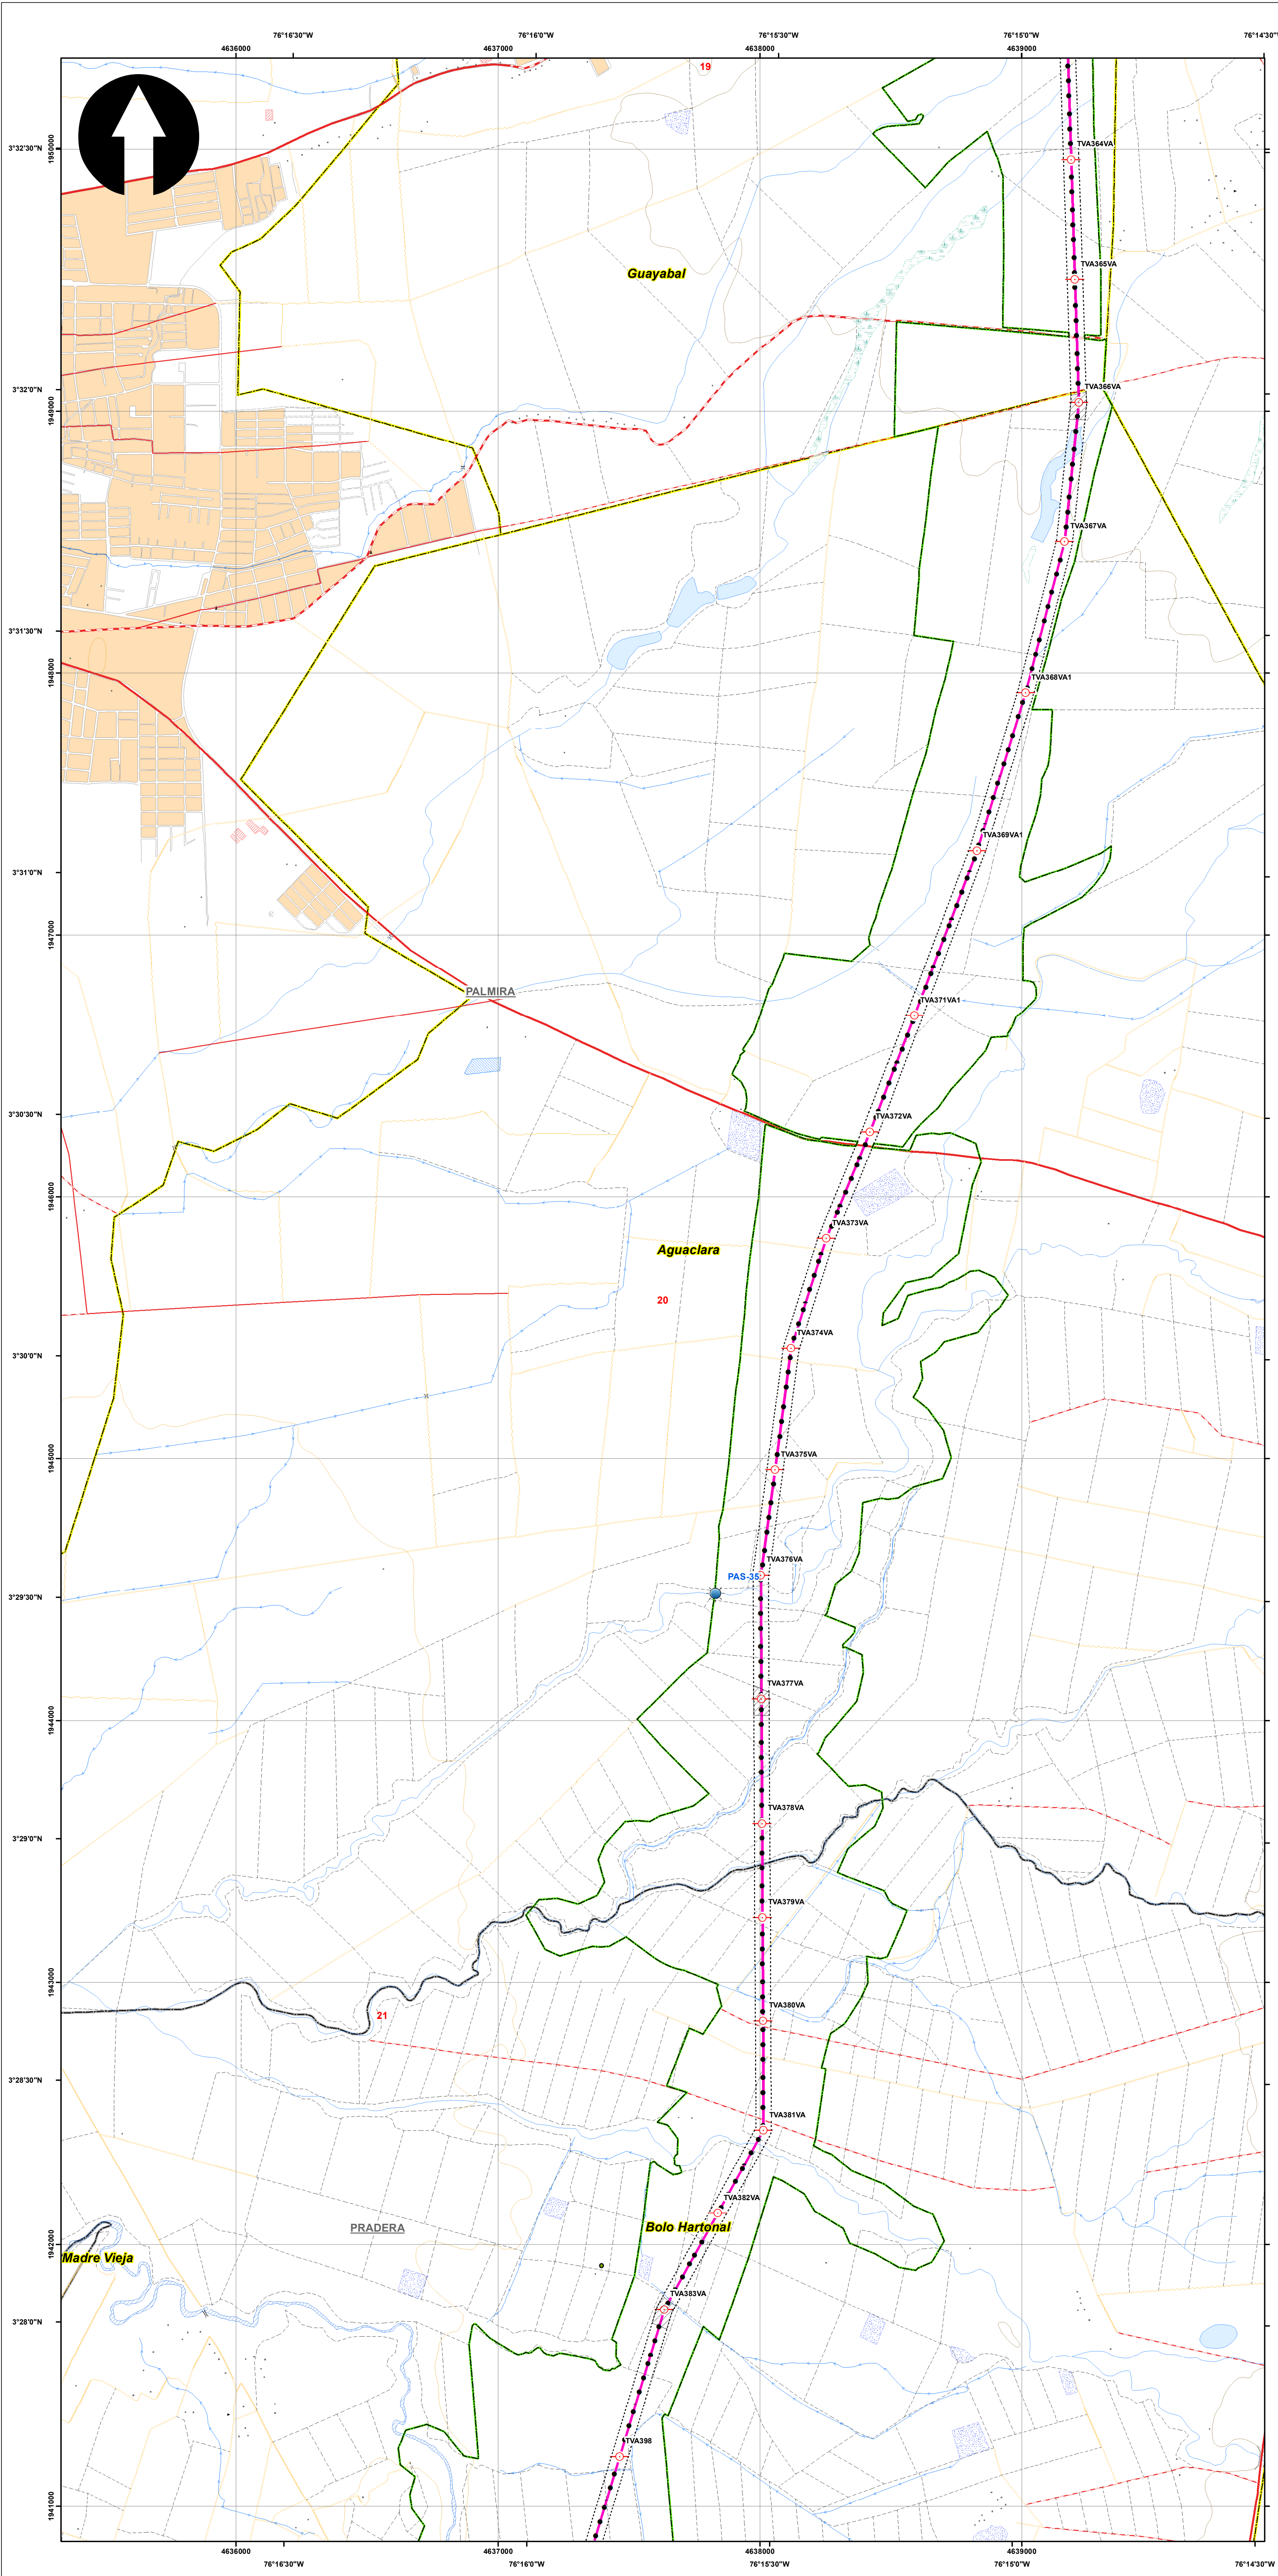 76°16'30"W 76°16'0"W 76°15'30"W 76°15'0"W 76°14'30"W
4636000 4637000 4638000 4639000
19
TVA364VA
3°32'30"N
1950000
TVA365VA
Guayabal
TVA366VA
3°32'0"N
1949000
TVA367VA
3°31'30"N
1948000
TVA368VA1
TVA369VA1
3°31'0"N
1947000
PALMIRA
TVA371VA1
3°30'30"N
TVA372VA
1946000
TVA373VA
Aguaclara
20
TVA374VA
3°30'0"N
TVA375VA
1945000
TVA376VA
PAS-35
3°29'30"N
TVA377VA
1944000
TVA378VA
3°29'0"N
TVA379VA
1943000
TVA380VA
21
3°28'30"N
TVA381VA
TVA382VA
PRADERA
Bolo Hartonal
1942000
Madre Vieja
TVA383VA
3°28'0"N
TVA398
1941000
4636000 4637000 4638000 4639000
76°16'30"W 76°16'0"W 76°15'30"W 76°15'0"W 76°14'30"W